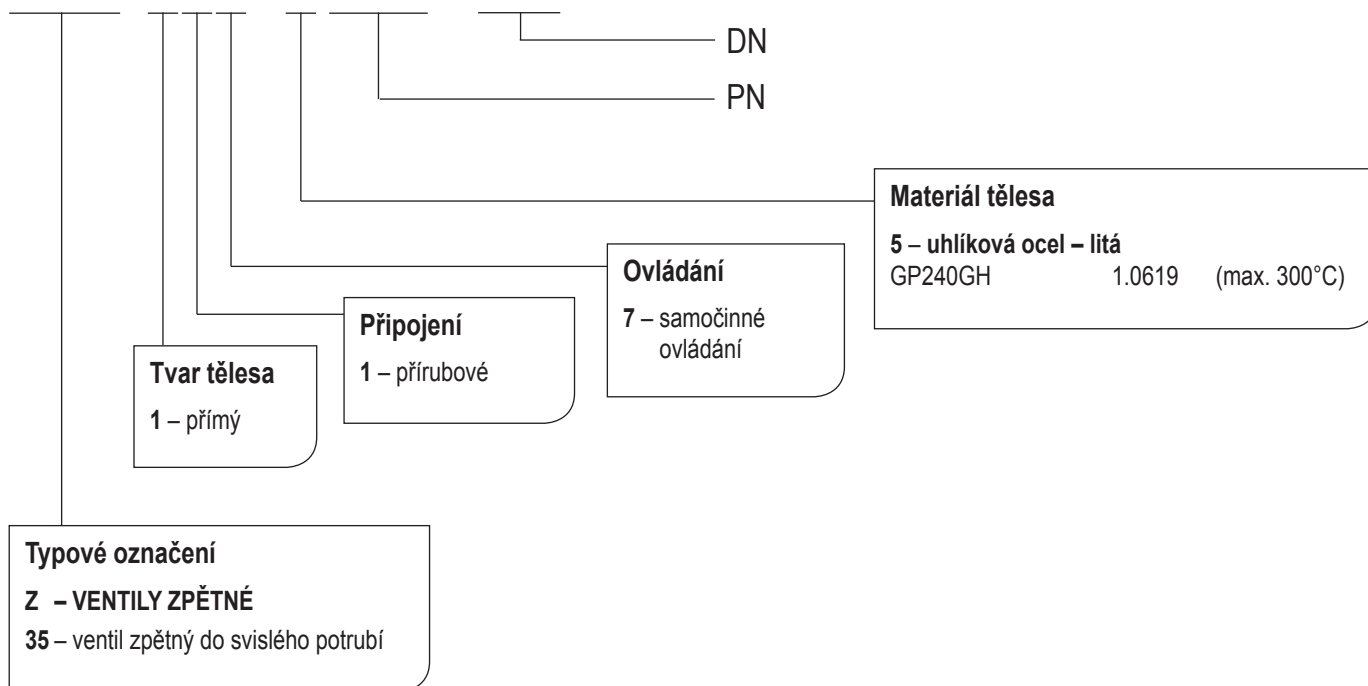 DN
PN
Materiál tělesa
5 – uhlíková ocel – litá
GP240GH 1.0619 (max. 300°C)
Ovládání
7 – samočinné
ovládání
Připojení
1 – přírubové
Tvar tělesa
1 – přímý
Typové označení
Z – VENTILY ZPĚTNÉ
35 – ventil zpětný do svislého potrubí